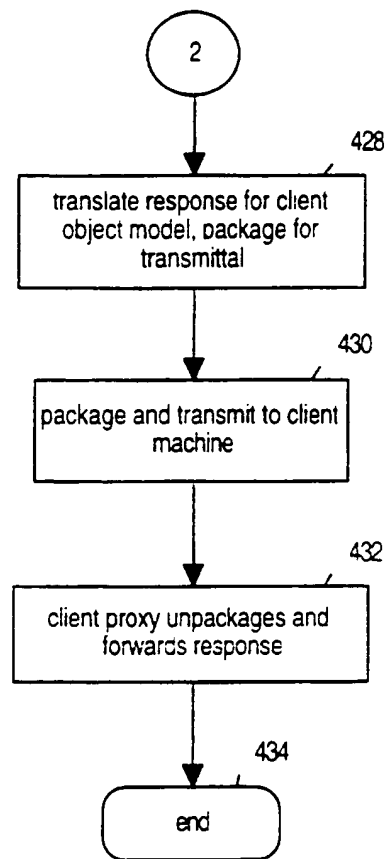 2
428
translate response for client
object model, package for
transmittal
430
package and transmit to client
machine
432
client proxy unpackages and
forwards response
434
end